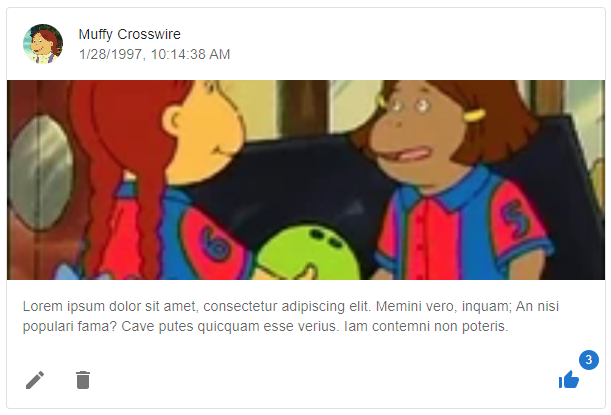 Muffy Crosswire
1/28/1997, 10:14:38 AM
6
5
Lorem ipsum dolor sit amet, consectetur adipiscing elit. Memini vero, inquam; An nisi
populari fama? Cave putes quicquam esse verius. Iam contemni non poteris.
3